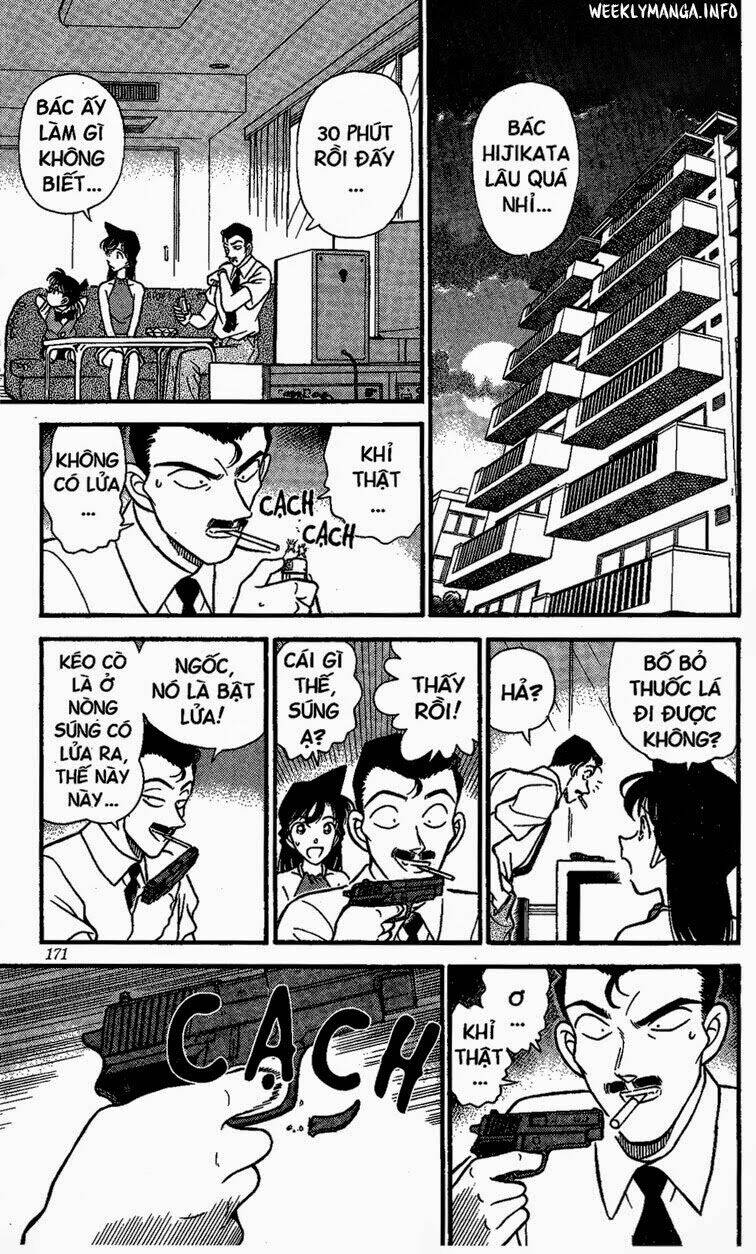 WEEKLYMANGA.INFO
BÁC
HIJIKATA
LÂU QUÁ
NHỈ...
30 PHÚT
RỒI ĐẤY
...
BÁC ẤY
LÀM GÌ
KHÔNG
BIẾT...
KHỈ
THẬT
...
CẠCH
CẠCH
KHÔNG
CÓ LỬA
...
BỐ BỎ
THUỐC LÁ
ĐI ĐƯỢC
KHÔNG?
HẢ?
THẤY
RỒI!
CÁI GÌ
THẾ,
SÚNG
Ạ?
NGỐC,
NÓ LÀ BẬT
LỬA!
KÉO CÒ
LÀ Ở
NÒNG
SÚNG CÓ
LỬA RA,
THẾ NÀY
NÀY...
171
Ơ
...
KHỈ
THẬT
...
CẠCH